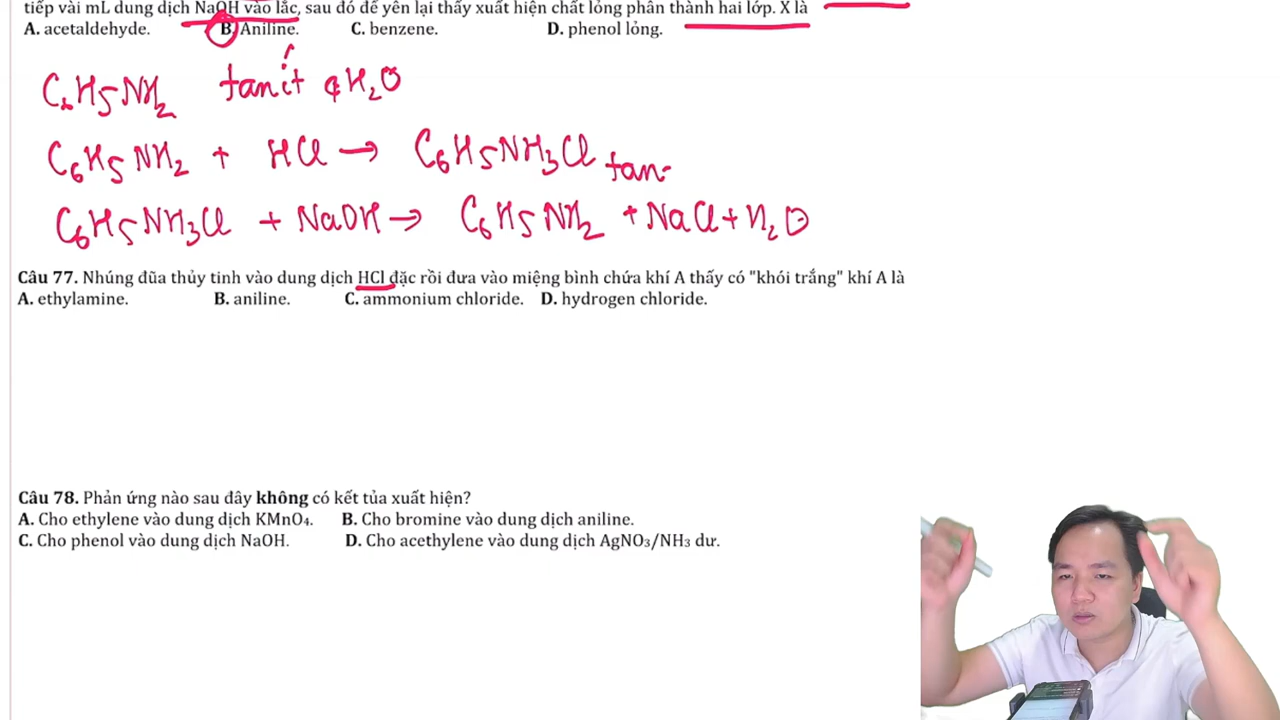 tiếp vài mL dung dịch NaOH vào lắc, sau đó để yên lại thấy xuất hiện chất lỏng phân thành hai lớp. X là
A. acetaldehyde. B. Aniline. C. benzene. D. phenol lỏng.
C6H5NH2 tan ít H2O
C6H5NH2 + HCl → C6H5NH3Cl tan
C6H5NH3Cl + NaOH → C6H5NH2 + NaCl + H2O
Câu 77. Nhúng đũa thủy tinh vào dung dịch HCl đặc rồi đưa vào miệng bình chứa khí A thấy có "khói trắng" khí A là
A. ethylamine. B. aniline. C. ammonium chloride. D. hydrogen chloride.
Câu 78. Phản ứng nào sau đây không có kết tủa xuất hiện?
A. Cho ethylene vào dung dịch KMnO₄. B. Cho bromine vào dung dịch aniline.
C. Cho phenol vào dung dịch NaOH. D. Cho acethylene vào dung dịch AgNO₃/NH₃ dư.